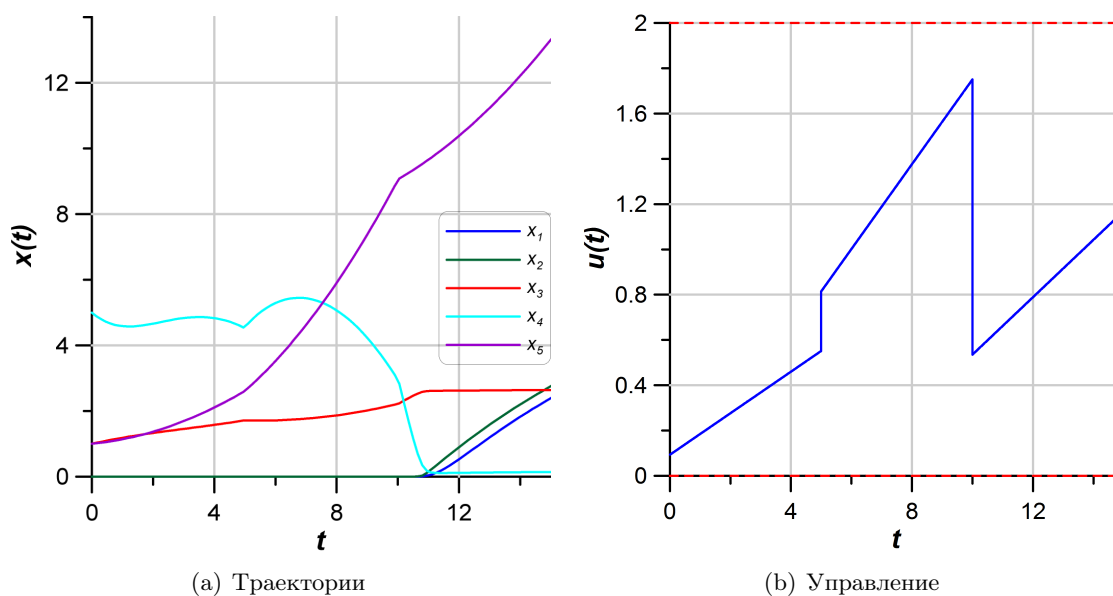 x(t)
12
8
4
0
0 4 8 12
t
x1
x2
x3
x4
x5
(a) Траектории
u(t)
2
1.6
1.2
0.8
0.4
0
0 4 8 12
t
(b) Управление